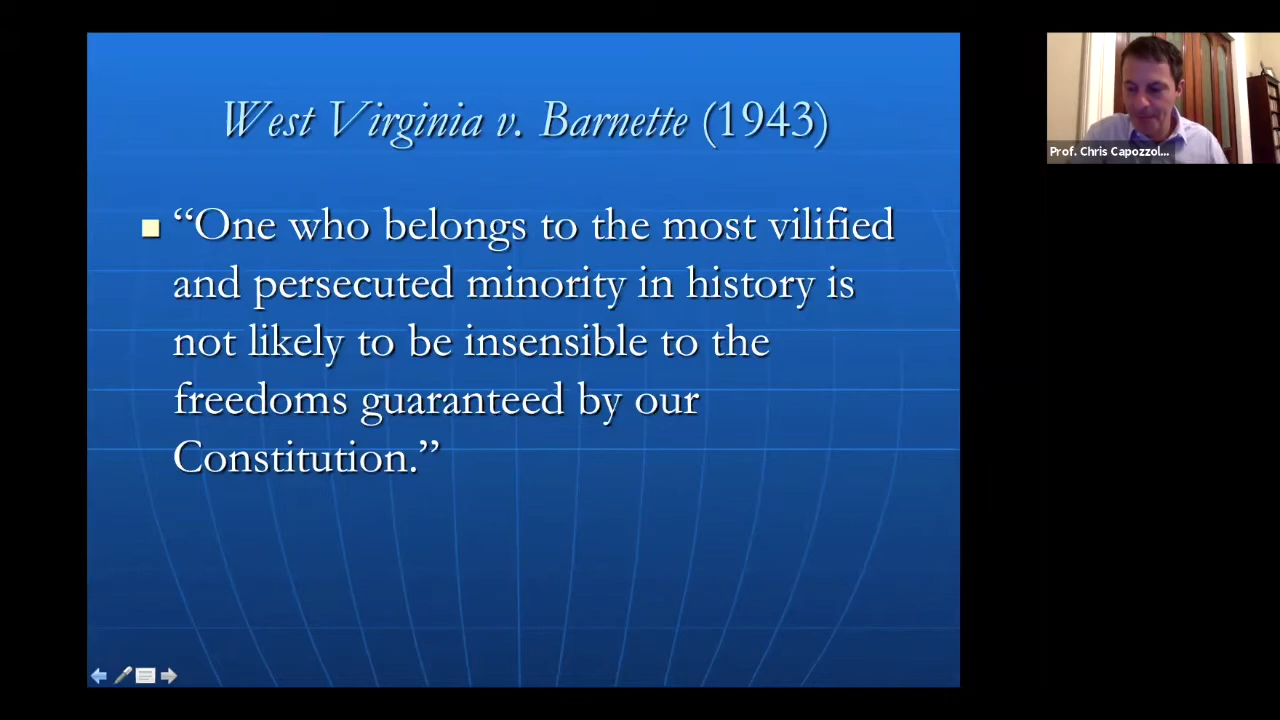 West Virginia v. Barnette (1943)
“One who belongs to the most vilified
and persecuted minority in history is
not likely to be insensible to the
freedoms guaranteed by our
Constitution.”
Prof. Chris Capozzol...